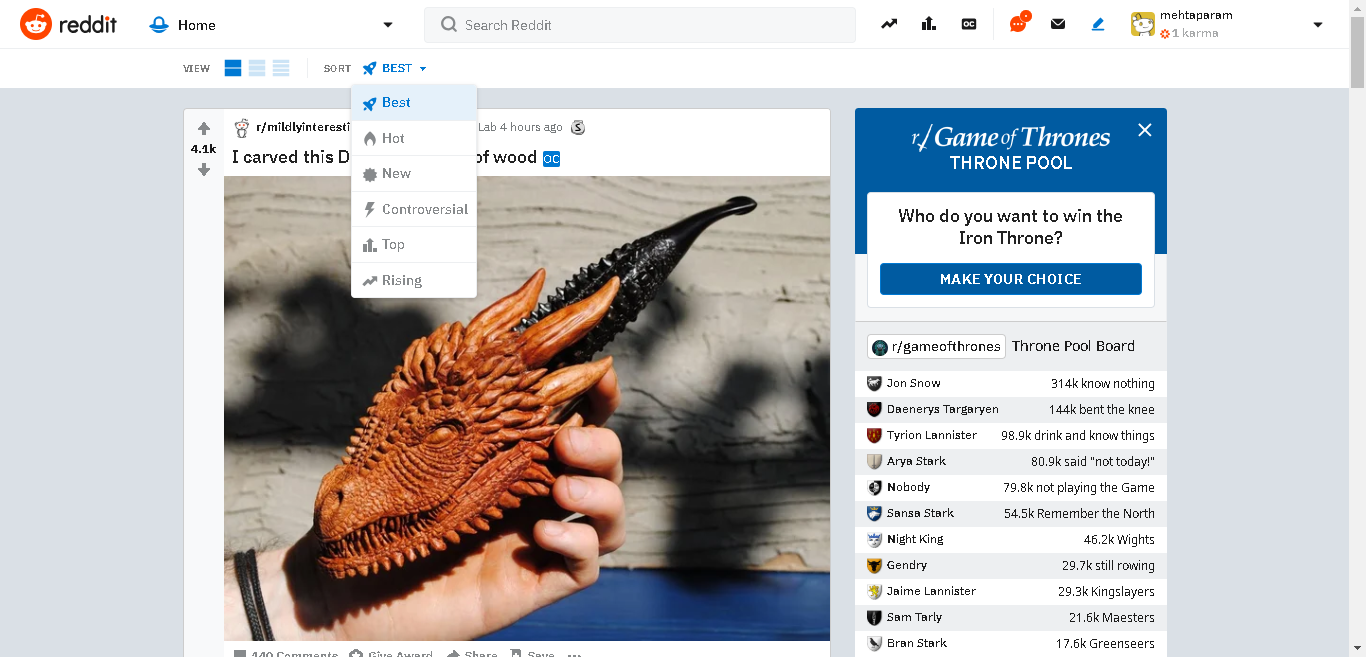 reddit Home Search Reddit OC mehtaparam
1 karma
VIEW SORT BEST
Best
Hot
New
Controversial
Top
Rising
4.1k
r/mildlyinteresti Lab 4 hours ago S
I carved this D of wood OC
140 Comments Give Award Share Save ...
r/Game of Thrones
THRONE POOL
Who do you want to win the
Iron Throne?
MAKE YOUR CHOICE
r/gameofthrones Throne Pool Board
Jon Snow 314k know nothing
Daenerys Targaryen 144k bent the knee
Tyrion Lannister 98.9k drink and know things
Arya Stark 80.9k said "not today!"
Nobody 79.8k not playing the Game
Sansa Stark 54.5k Remember the North
Night King 46.2k Wights
Gendry 29.7k still rowing
Jaime Lannister 29.3k Kingslayers
Sam Tarly 21.6k Maesters
Bran Stark 17.6k Greenseers